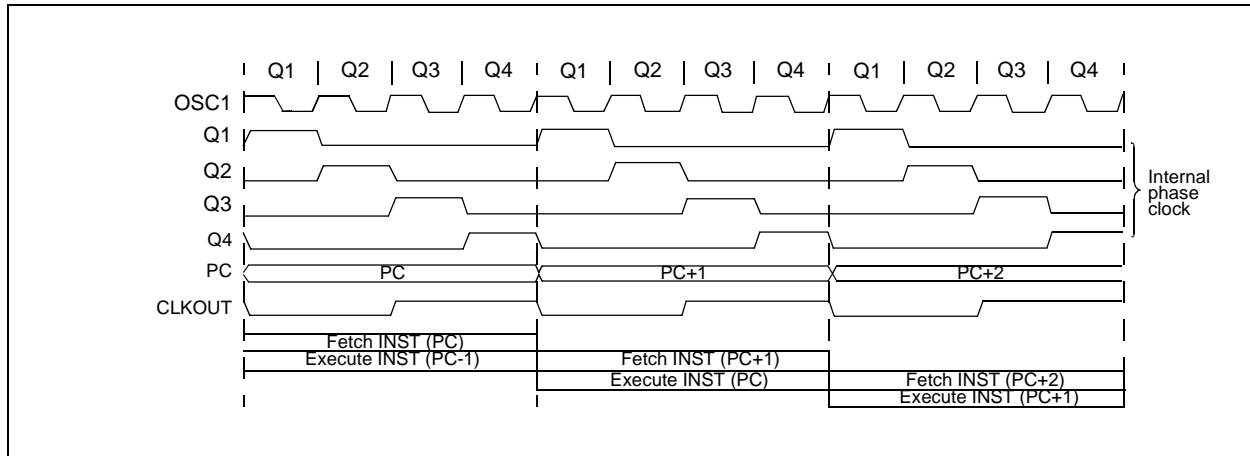 Q1 Q2 Q3 Q4 Q1 Q2 Q3 Q4 Q1 Q2 Q3 Q4
OSC1
Q1
Q2
Q3
Q4
Internal
phase
clock
PC PC PC+1 PC+2
CLKOUT
Fetch INST (PC)
Execute INST (PC-1) Fetch INST (PC+1)
Execute INST (PC) Fetch INST (PC+2)
Execute INST (PC+1)